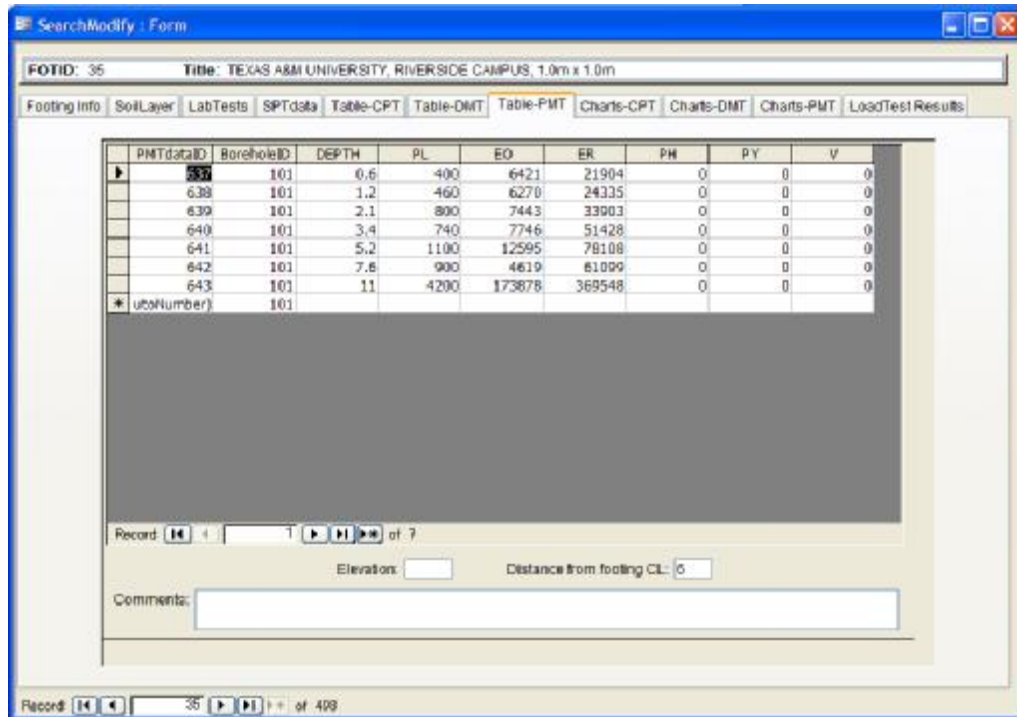 SearchModify : Form
FOTID: 35 Title: TEXAS A&M UNIVERSITY, RIVERSIDE CAMPUS, 1.0m x 1.0m
Footing Info SoilLayer LabTests SPTdata Table-CPT Table-DMT Table-PMT Charts-CPT Charts-DMT Charts-PMT LoadTest Results
PMTdataID BoreholeID DEPTH PL EO ER PH PY V
637 101 0.6 400 6421 21904 0 0 0
638 101 1.2 460 6270 24335 0 0 0
639 101 2.1 800 7443 33903 0 0 0
640 101 3.4 740 7746 51428 0 0 0
641 101 5.2 1100 12595 78108 0 0 0
642 101 7.6 900 4619 61099 0 0 0
643 101 11 4200 173878 369548 0 0 0
* utoNumber) 101
Record: 1 of 7
Elevation: Distance from footing CL: 6
Comments:
Record: 35 of 498